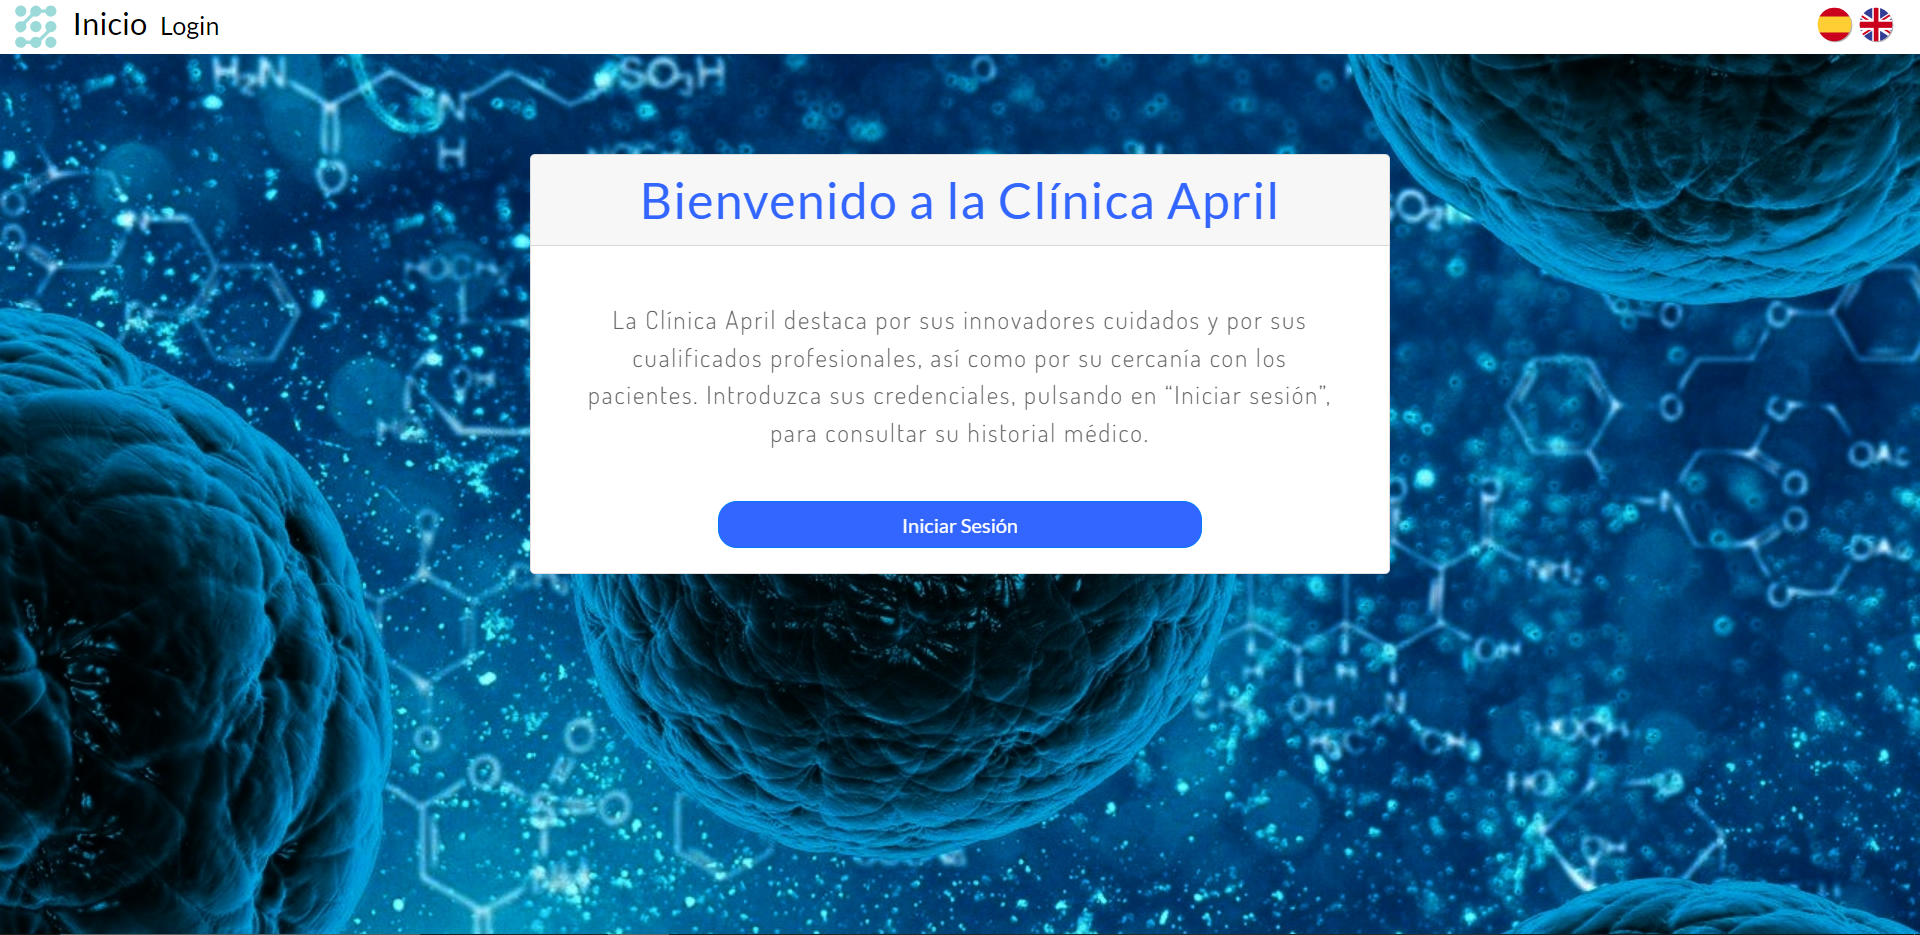 Inicio Login
H₂N
SO₃H
N
H
O
Bienvenido a la Clínica April
La Clínica April destaca por sus innovadores cuidados y por sus
cualificados profesionales, así como por su cercanía con los
pacientes. Introduzca sus credenciales, pulsando en “Iniciar sesión”,
para consultar su historial médico.
Iniciar Sesión